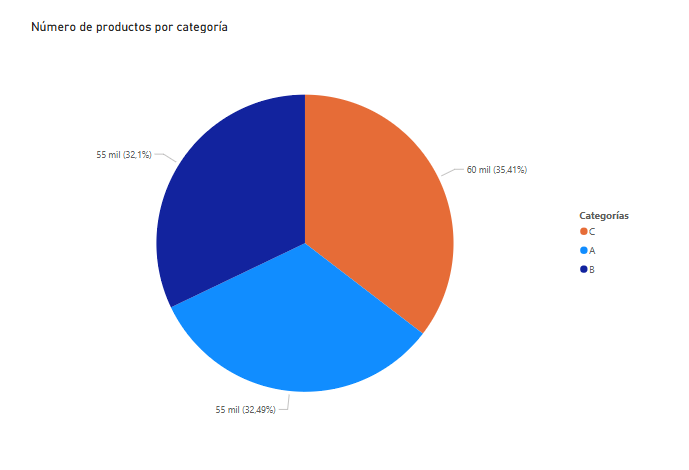 Número de productos por categoría
55 mil (32,1%)
60 mil (35,41%)
55 mil (32,49%)
Categorías
C
A
B